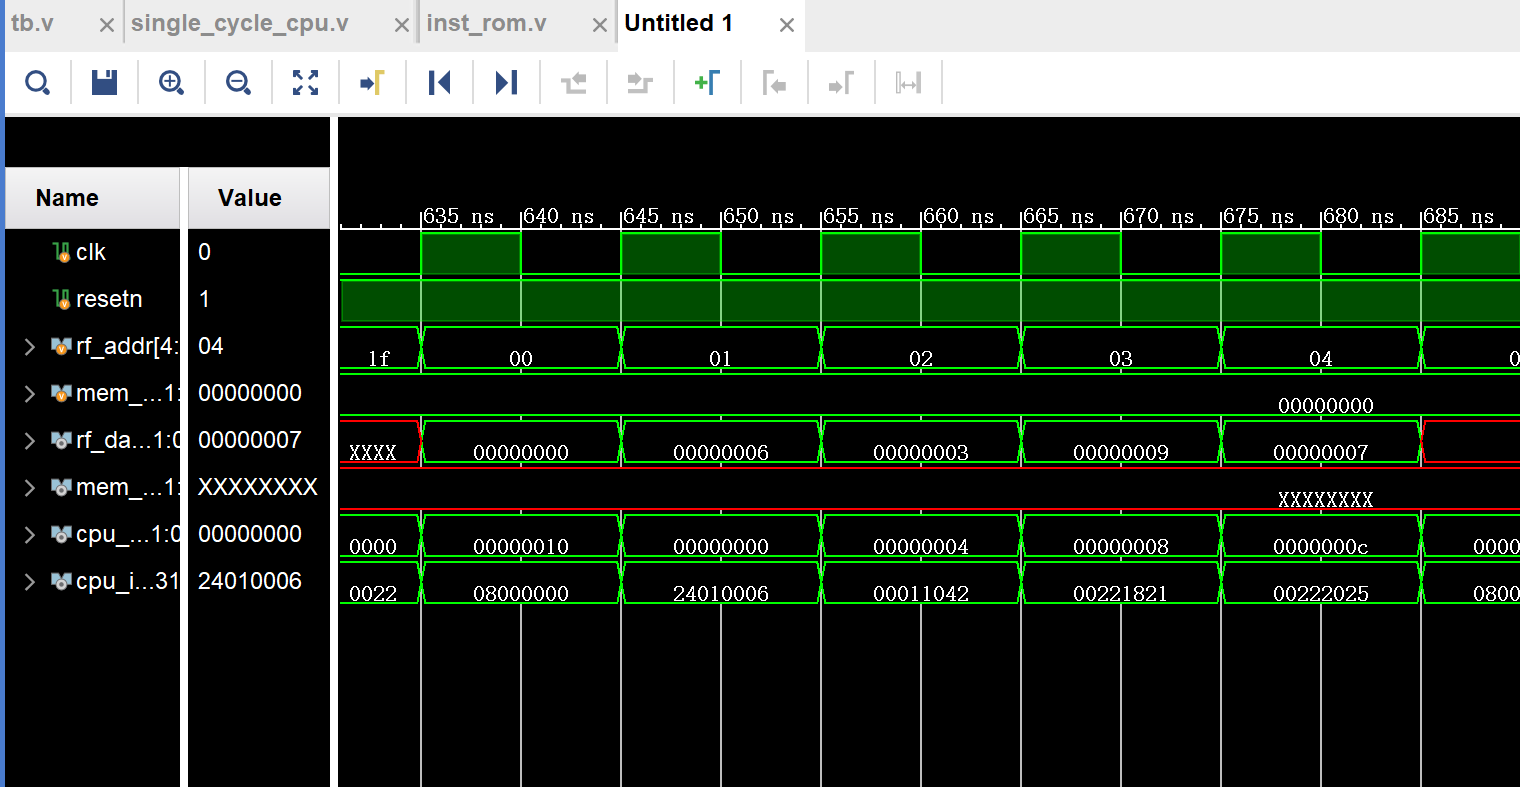 tb.v single_cycle_cpu.v inst_rom.v Untitled 1
Name Value
635 ns 640 ns 645 ns 650 ns 655 ns 660 ns 665 ns 670 ns 675 ns 680 ns 685 ns
clk 0
resetn 1
rf_addr[4: 04 1f 00 01 02 03 04 0
mem_...1: 00000000 00000000
rf_da...1:0 00000007 XXXX 00000000 00000006 00000003 00000009 00000007
mem_...1: XXXXXXXX XXXXXXXX
cpu_...1:0 00000000 0000 00000010 00000000 00000004 00000008 0000000c 0000
cpu_i...31 24010006 0022 08000000 24010006 00011042 00221821 00222025 0800